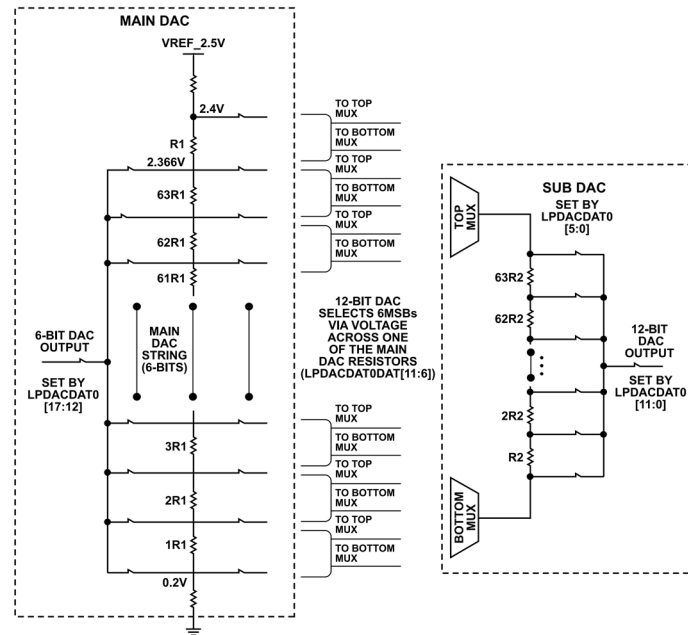 MAIN DAC
VREF_2.5V
2.4V
R1
2.366V
63R1
62R1
61R1
6-BIT DAC
OUTPUT
SET BY
LPDACDAT0
[17:12]
MAIN
DAC
STRING
(6-BITS)
3R1
2R1
1R1
0.2V
TO TOP
MUX
TO BOTTOM
MUX
TO TOP
MUX
TO BOTTOM
MUX
TO TOP
MUX
TO BOTTOM
MUX
12-BIT DAC
SELECTS 6MSBs
VIA VOLTAGE
ACROSS ONE
OF THE MAIN
DAC RESISTORS
(LPDACDAT0DAT[11:6])
TO TOP
MUX
TO BOTTOM
MUX
TO TOP
MUX
TO BOTTOM
MUX
TO TOP
MUX
TO BOTTOM
MUX
SUB DAC
SET BY
LPDACDAT0
[5:0]
TOP
MUX
63R2
62R2
2R2
R2
BOTTOM
MUX
12-BIT
DAC
OUTPUT
SET BY
LPDACDAT0
[11:0]